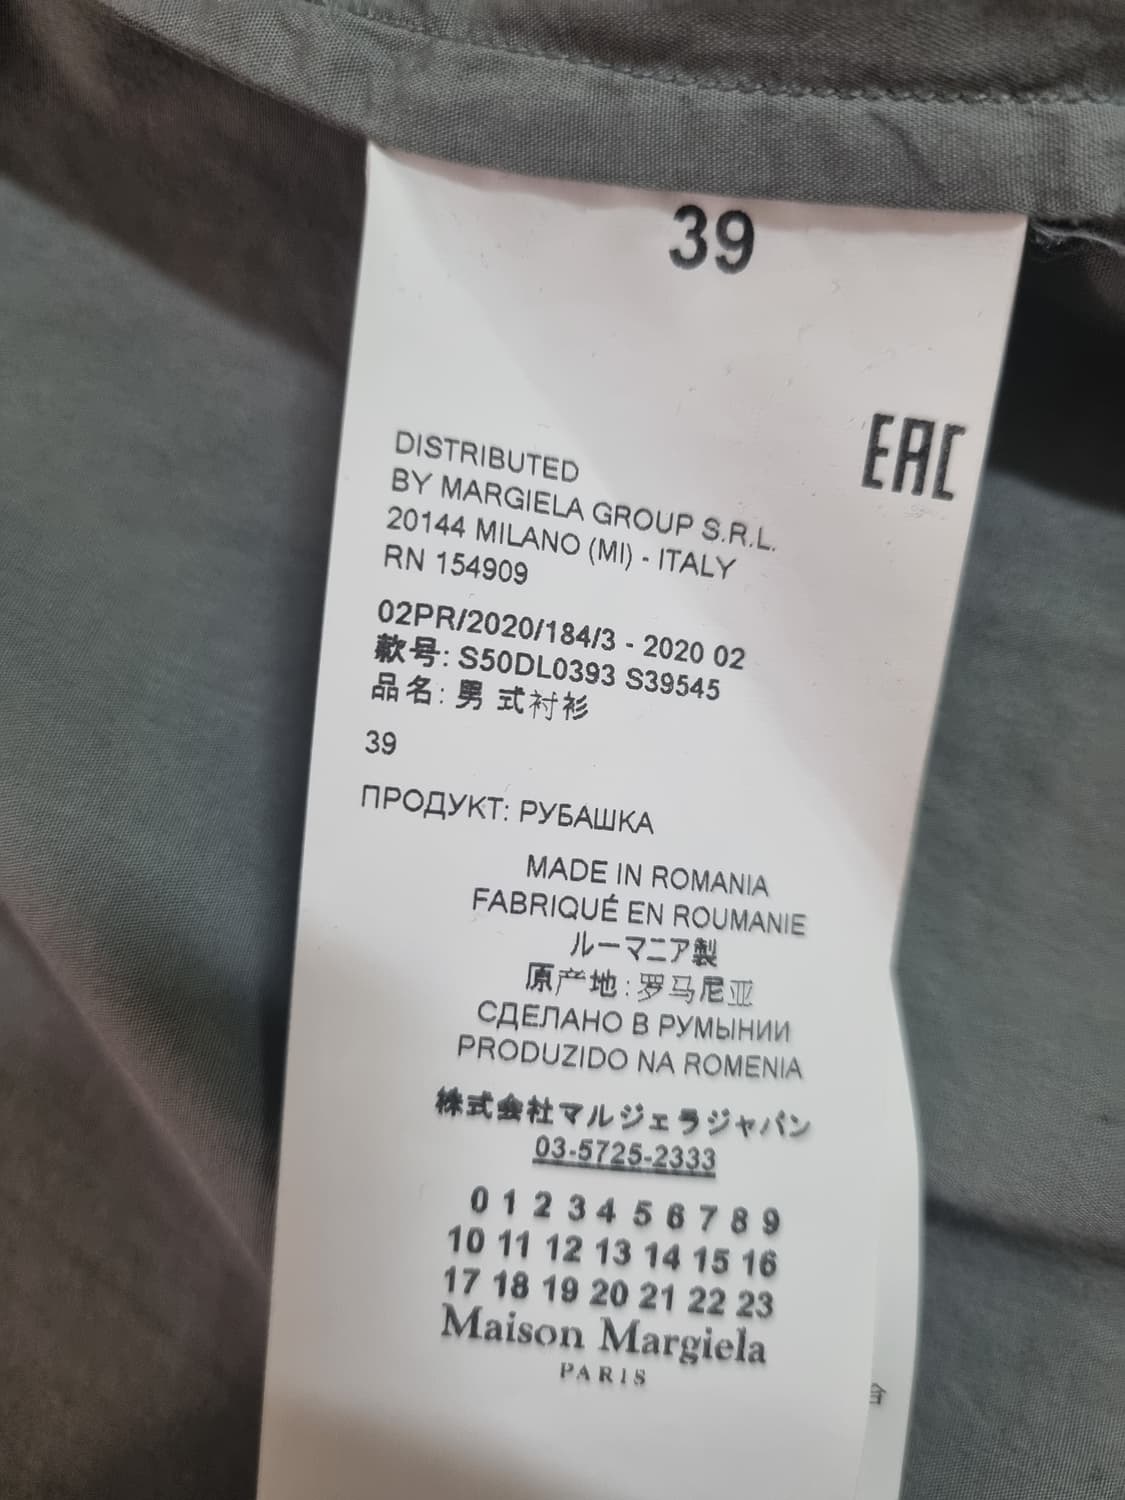 39
EAC
DISTRIBUTED
BY MARGIELA GROUP S.R.L.
20144 MILANO (MI) - ITALY
RN 154909
02PR/2020/184/3 - 2020 02
款号: S50DL0393 S39545
品名: 男式衬衫
39
ПРОДУКТ: РУБАШКА
MADE IN ROMANIA
FABRIQUÉ EN ROUMANIE
ルーマニア製
原产地: 罗马尼亚
СДЕЛАНО В РУМЫНИИ
PRODUZIDO NA ROMENIA
株式会社マルジェラジャパン
03-5725-2333
0 1 2 3 4 5 6 7 8 9
10 11 12 13 14 15 16
17 18 19 20 21 22 23
Maison Margiela
PARIS
合